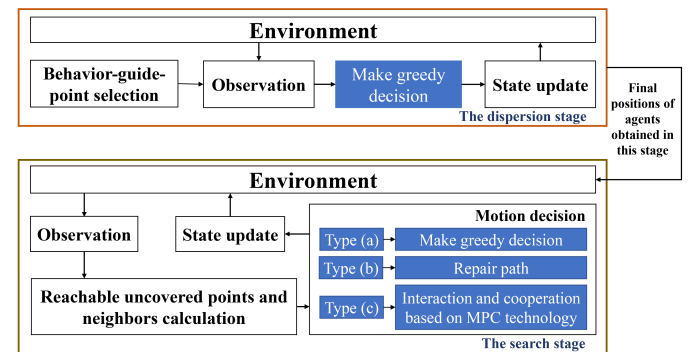 Environment
Behavior-guide-
point selection
Observation
Make greedy
decision
State update
The dispersion stage
Final
positions of
agents
obtained in
this stage
Environment
Observation
State update
Motion decision
Type (a)
Make greedy decision
Type (b)
Repair path
Reachable uncovered points and
neighbors calculation
Type (c)
Interaction and cooperation
based on MPC technology
The search stage